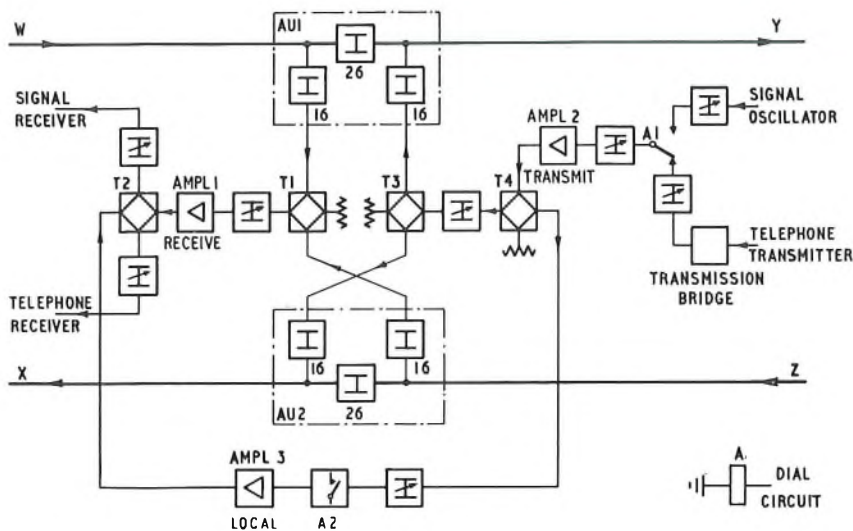 W
AU1
Y
26
16
16
SIGNAL
RECEIVER
AMPL 2
A1
SIGNAL
OSCILLATOR
T2
AMPL 1
T1
T3
T4
TRANSMIT
RECEIVE
TELEPHONE
TRANSMITTER
TRANSMISSION
BRIDGE
TELEPHONE
RECEIVER
16
16
X
26
Z
AU2
AMPL 3
LOCAL
A2
A
DIAL
CIRCUIT